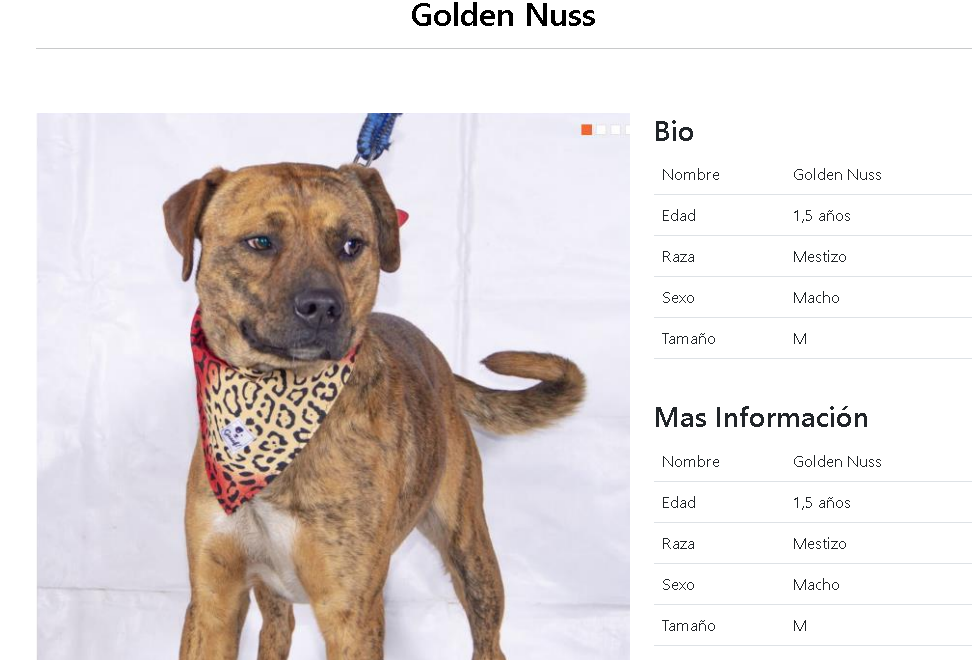 Golden Nuss
Bio
Nombre Golden Nuss
Edad 1,5 años
Raza Mestizo
Sexo Macho
Tamaño M
Mas Información
Nombre Golden Nuss
Edad 1,5 años
Raza Mestizo
Sexo Macho
Tamaño M